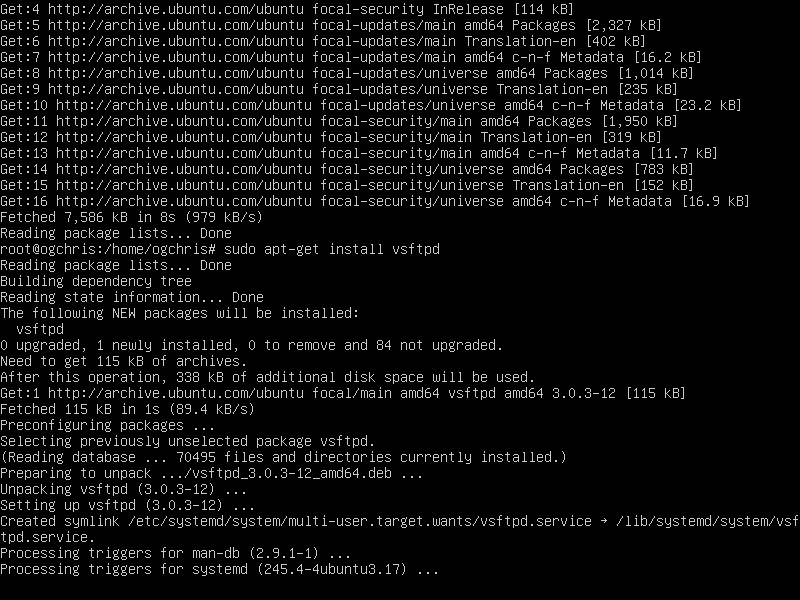 Get:4 http://archive.ubuntu.com/ubuntu focal-security InRelease [114 kB]
Get:5 http://archive.ubuntu.com/ubuntu focal-updates/main amd64 Packages [2,327 kB]
Get:6 http://archive.ubuntu.com/ubuntu focal-updates/main Translation-en [402 kB]
Get:7 http://archive.ubuntu.com/ubuntu focal-updates/main amd64 c-n-f Metadata [16.2 kB]
Get:8 http://archive.ubuntu.com/ubuntu focal-updates/universe amd64 Packages [1,014 kB]
Get:9 http://archive.ubuntu.com/ubuntu focal-updates/universe Translation-en [235 kB]
Get:10 http://archive.ubuntu.com/ubuntu focal-updates/universe amd64 c-n-f Metadata [23.2 kB]
Get:11 http://archive.ubuntu.com/ubuntu focal-security/main amd64 Packages [1,950 kB]
Get:12 http://archive.ubuntu.com/ubuntu focal-security/main Translation-en [319 kB]
Get:13 http://archive.ubuntu.com/ubuntu focal-security/main amd64 c-n-f Metadata [11.7 kB]
Get:14 http://archive.ubuntu.com/ubuntu focal-security/universe amd64 Packages [783 kB]
Get:15 http://archive.ubuntu.com/ubuntu focal-security/universe Translation-en [152 kB]
Get:16 http://archive.ubuntu.com/ubuntu focal-security/universe amd64 c-n-f Metadata [16.9 kB]
Fetched 7,586 kB in 8s (979 kB/s)
Reading package lists... Done
root@ogchris:/home/ogchris# sudo apt-get install vsftpd
Reading package lists... Done
Building dependency tree
Reading state information... Done
The following NEW packages will be installed:
  vsftpd
0 upgraded, 1 newly installed, 0 to remove and 84 not upgraded.
Need to get 115 kB of archives.
After this operation, 338 kB of additional disk space will be used.
Get:1 http://archive.ubuntu.com/ubuntu focal/main amd64 vsftpd amd64 3.0.3-12 [115 kB]
Fetched 115 kB in 1s (89.4 kB/s)
Preconfiguring packages ...
Selecting previously unselected package vsftpd.
(Reading database ... 70495 files and directories currently installed.)
Preparing to unpack .../vsftpd_3.0.3-12_amd64.deb ...
Unpacking vsftpd (3.0.3-12) ...
Setting up vsftpd (3.0.3-12) ...
Created symlink /etc/systemd/system/multi-user.target.wants/vsftpd.service → /lib/systemd/system/vsf
tpd.service.
Processing triggers for man-db (2.9.1-1) ...
Processing triggers for systemd (245.4-4ubuntu3.17) ...